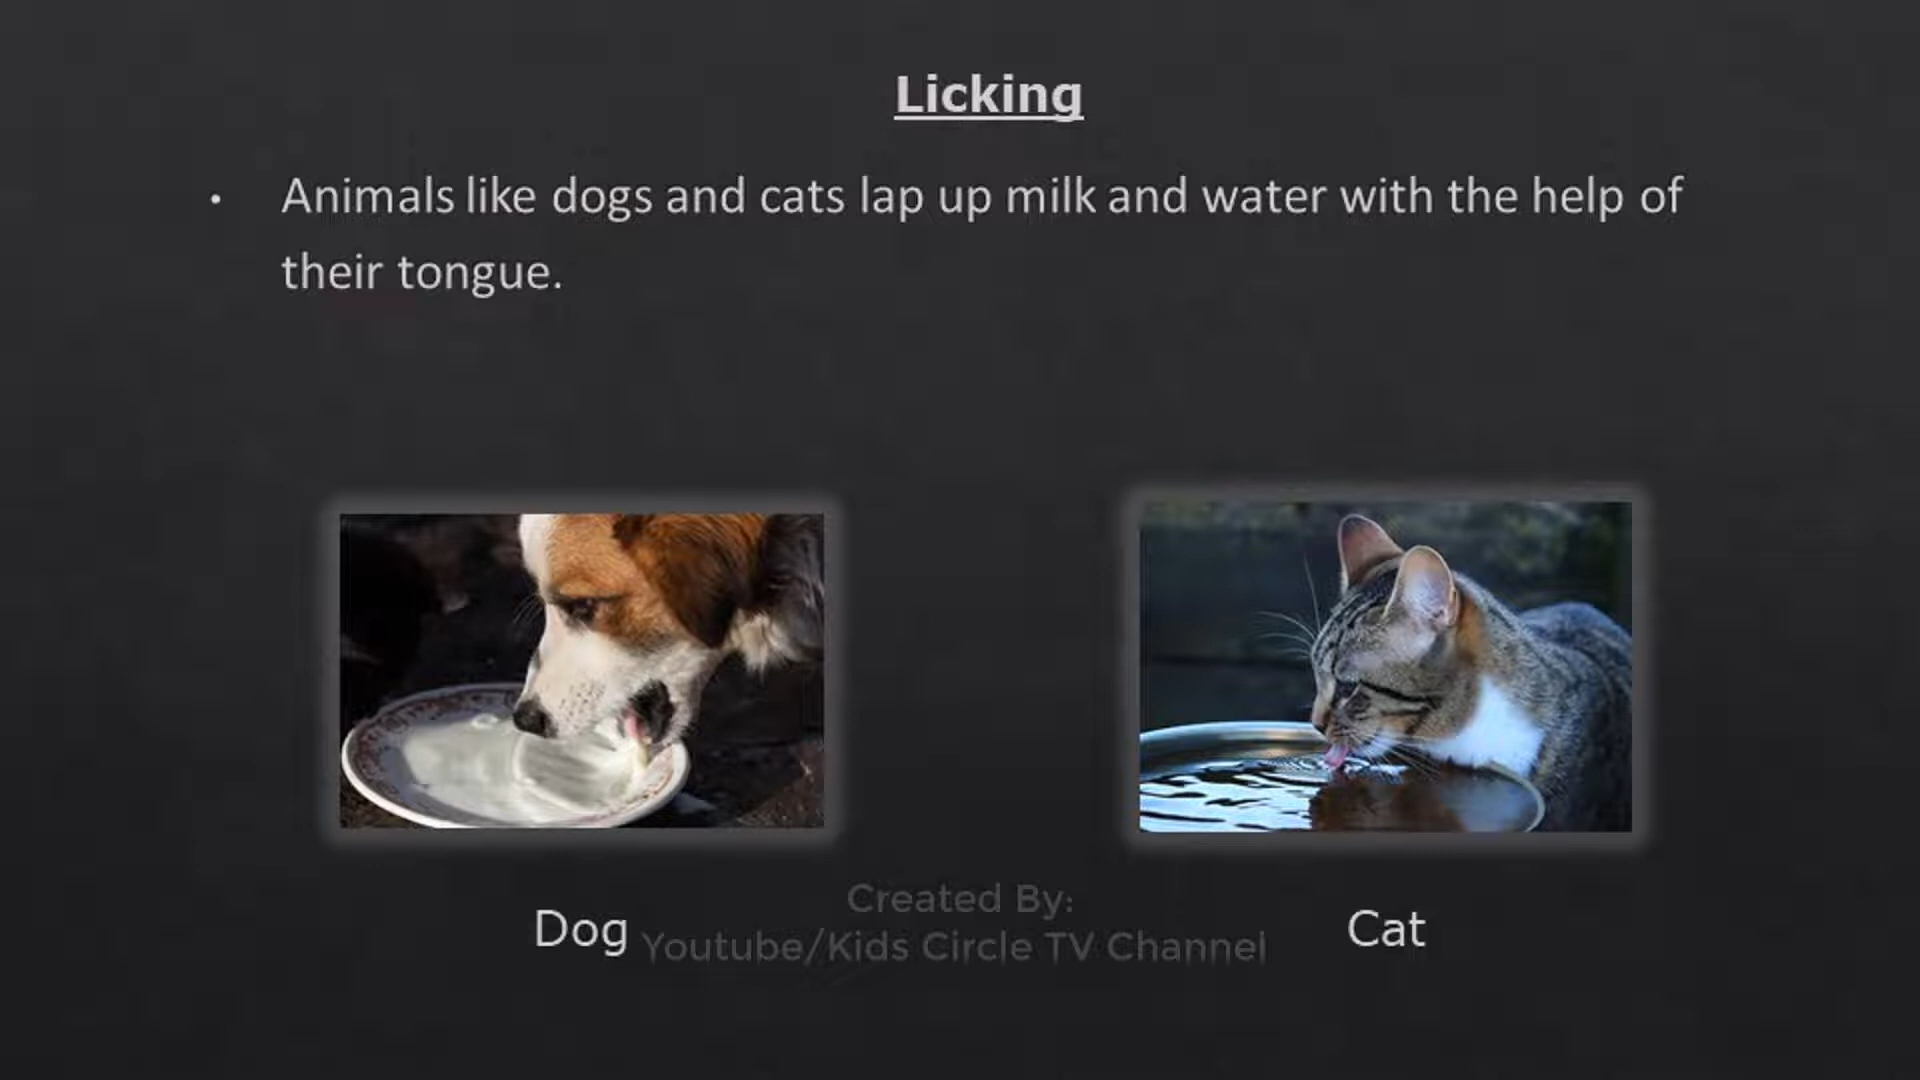 Licking
• Animals like dogs and cats lap up milk and water with the help of
their tongue.
Dog
Cat
Created By:
Youtube/Kids Circle TV Channel